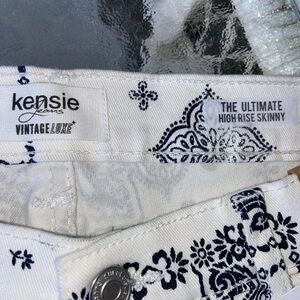 kensie
jeans
VINTAGE LUXE
THE ULTIMATE
HIGH RISE SKINNY